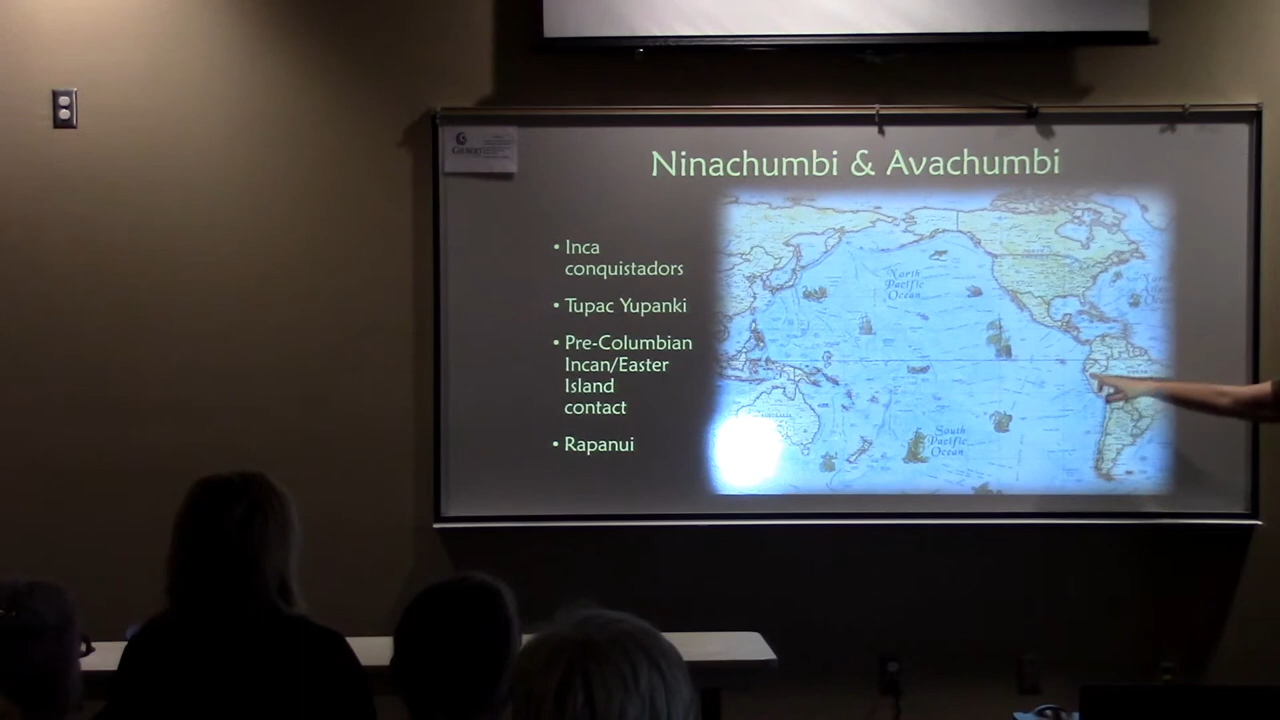 Ninachumbi & Avachumbi
• Inca
conquistadors
• Tupac Yupanki
• Pre-Columbian
Incan/Easter
Island
contact
• Rapanui
North
Pacific
Ocean
South
Pacific
Ocean